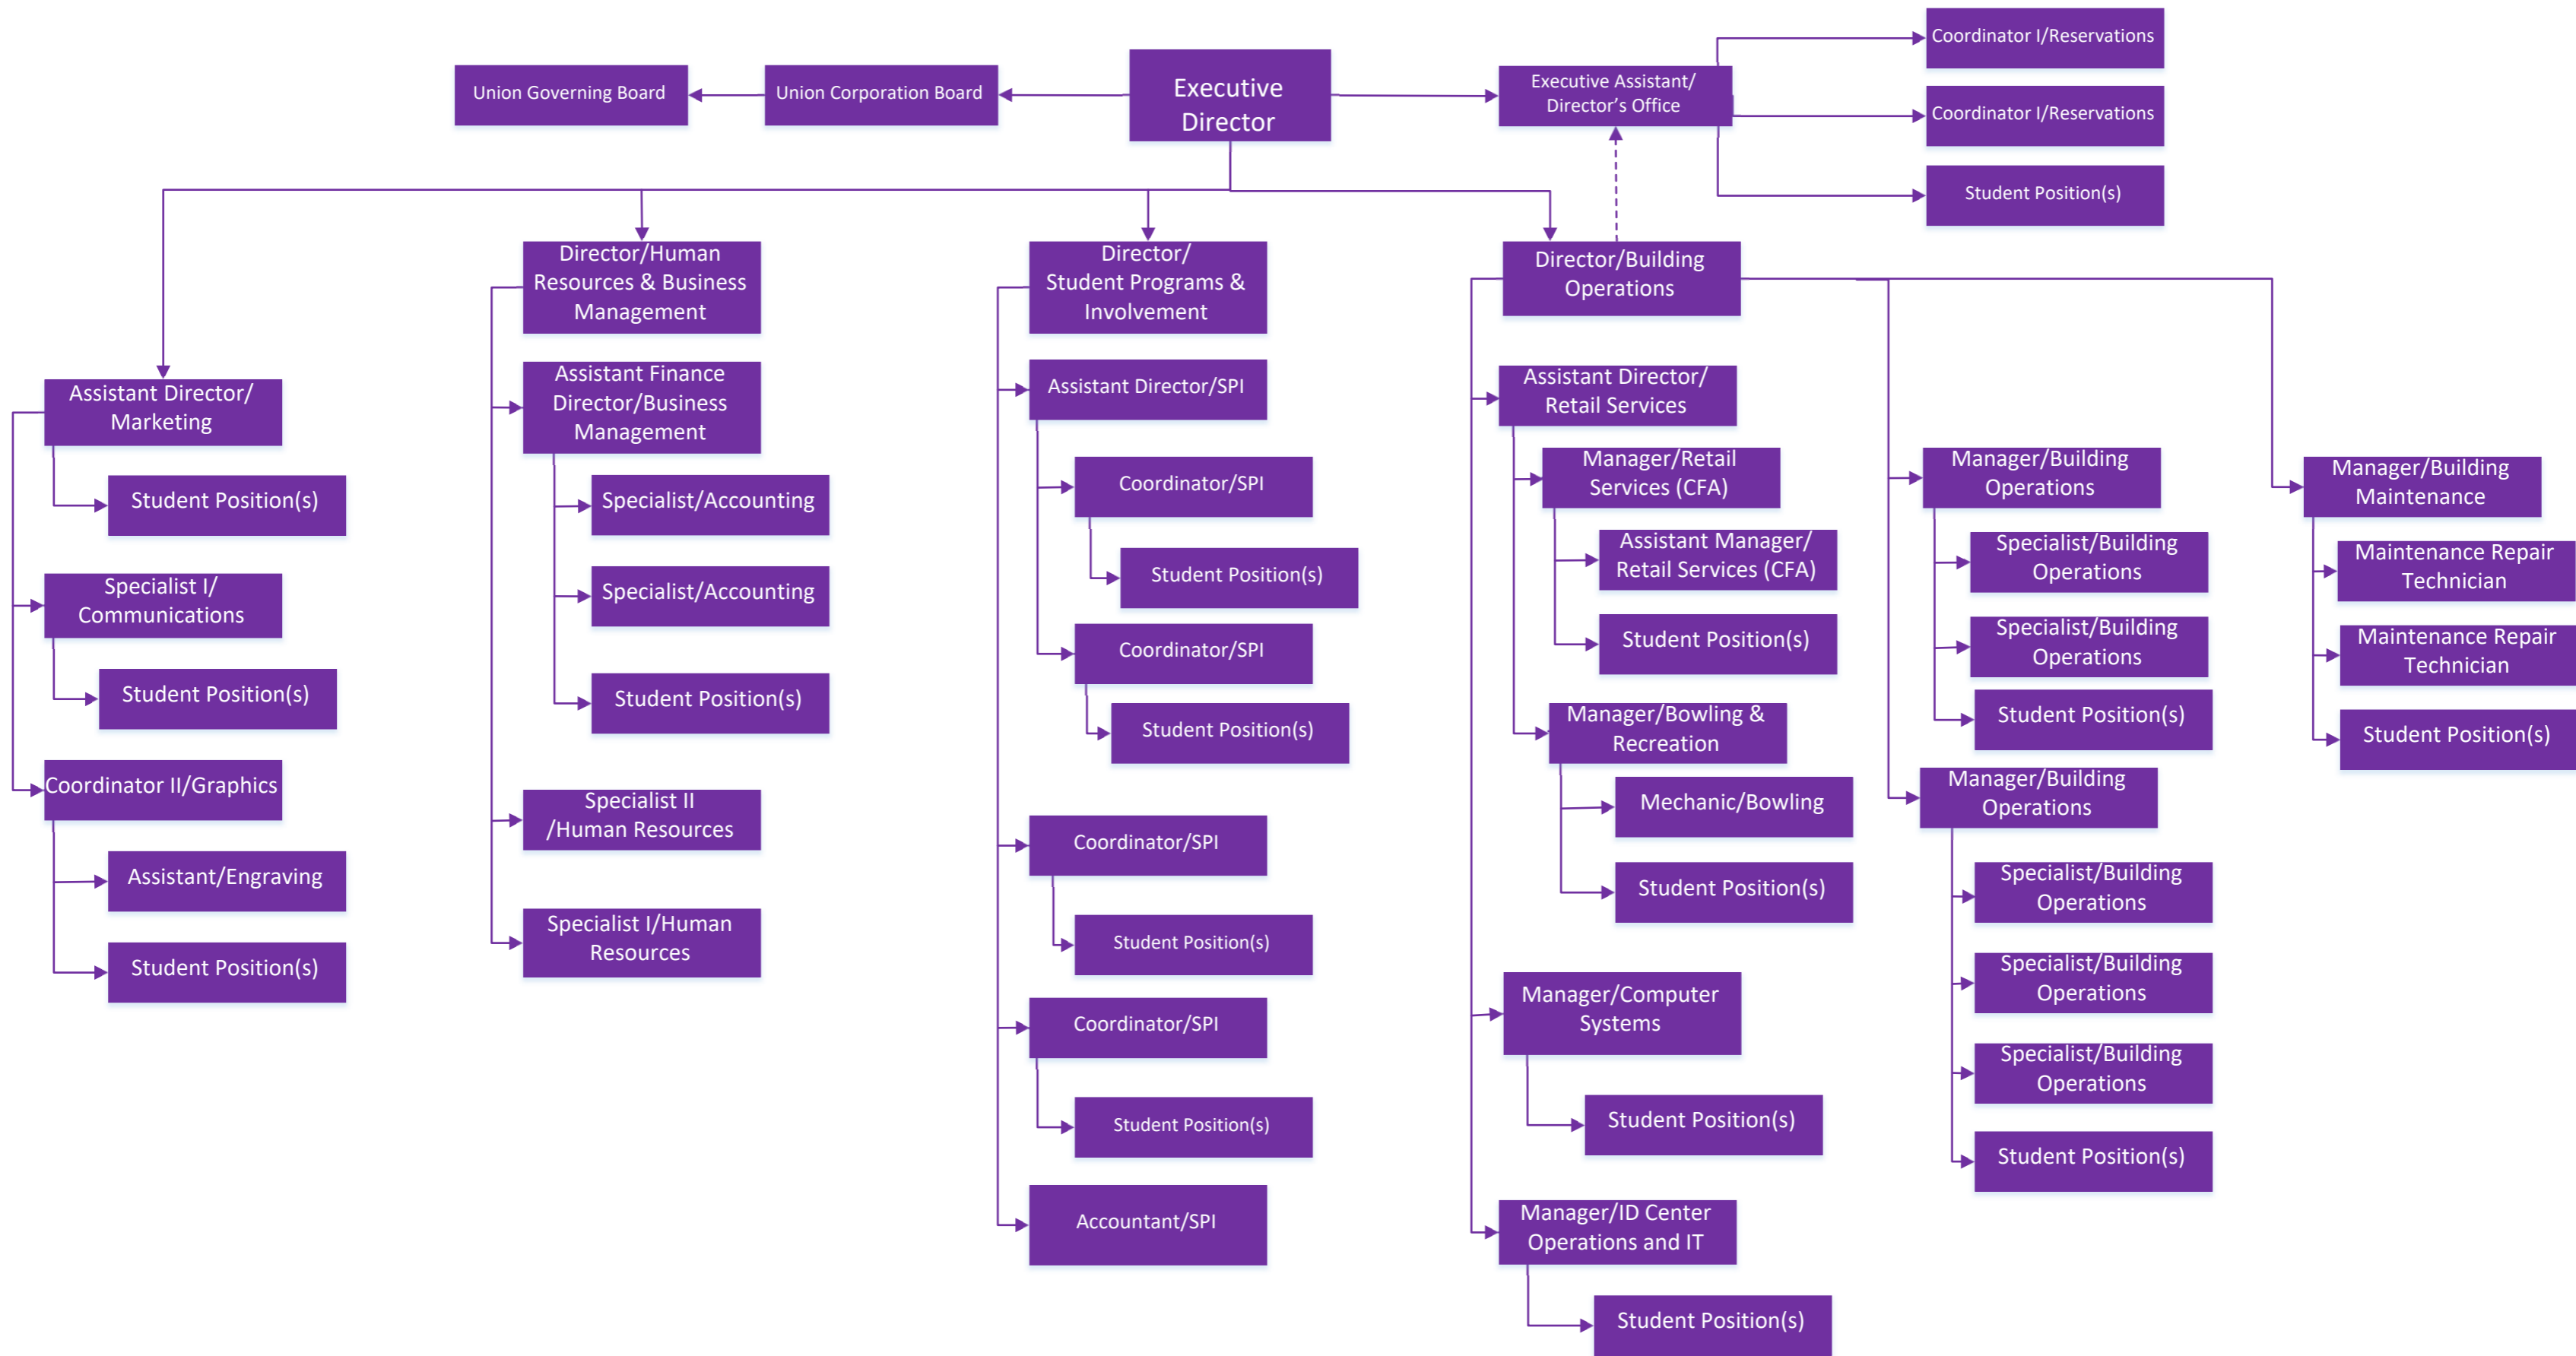 Union Governing Board
Union Corporation Board
Executive
Director
Executive Assistant/
Director’s Office
Coordinator I/Reservations
Coordinator I/Reservations
Student Position(s)
Assistant Director/
Marketing
Student Position(s)
Specialist I/
Communications
Student Position(s)
Coordinator II/Graphics
Assistant/Engraving
Student Position(s)
Director/Human
Resources & Business
Management
Assistant Finance
Director/Business
Management
Specialist/Accounting
Specialist/Accounting
Student Position(s)
Specialist II
/Human Resources
Specialist I/Human
Resources
Director/
Student Programs &
Involvement
Assistant Director/SPI
Coordinator/SPI
Student Position(s)
Coordinator/SPI
Student Position(s)
Coordinator/SPI
Student Position(s)
Coordinator/SPI
Student Position(s)
Accountant/SPI
Director/Building
Operations
Assistant Director/
Retail Services
Manager/Retail
Services (CFA)
Assistant Manager/
Retail Services (CFA)
Student Position(s)
Manager/Bowling &
Recreation
Mechanic/Bowling
Student Position(s)
Manager/Computer
Systems
Student Position(s)
Manager/ID Center
Operations and IT
Student Position(s)
Manager/Building
Operations
Specialist/Building
Operations
Specialist/Building
Operations
Student Position(s)
Manager/Building
Operations
Specialist/Building
Operations
Specialist/Building
Operations
Specialist/Building
Operations
Student Position(s)
Manager/Building
Maintenance
Maintenance Repair
Technician
Maintenance Repair
Technician
Student Position(s)